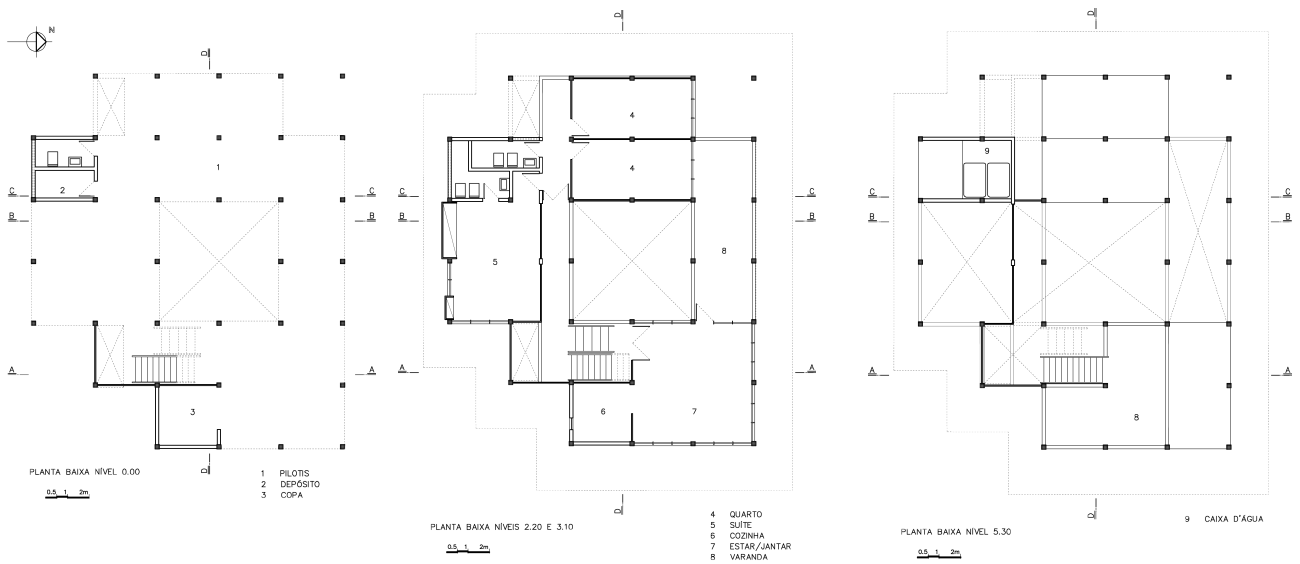 N
D
1
2
C
C
B
B
A
A
3
D
PLANTA BAIXA NÍVEL 0.00
0.5 1 2m
1 PILOTIS
2 DEPÓSITO
3 COPA
D
4
4
C
C
B
B
8
5
A
A
6
7
D
PLANTA BAIXA NÍVEIS 2.20 E 3.10
0.5 1 2m
4 QUARTO
5 SUÍTE
6 COZINHA
7 ESTAR/JANTAR
8 VARANDA
D
9
C
C
B
B
A
A
8
D
PLANTA BAIXA NÍVEL 5.30
0.5 1 2m
9 CAIXA D'ÁGUA